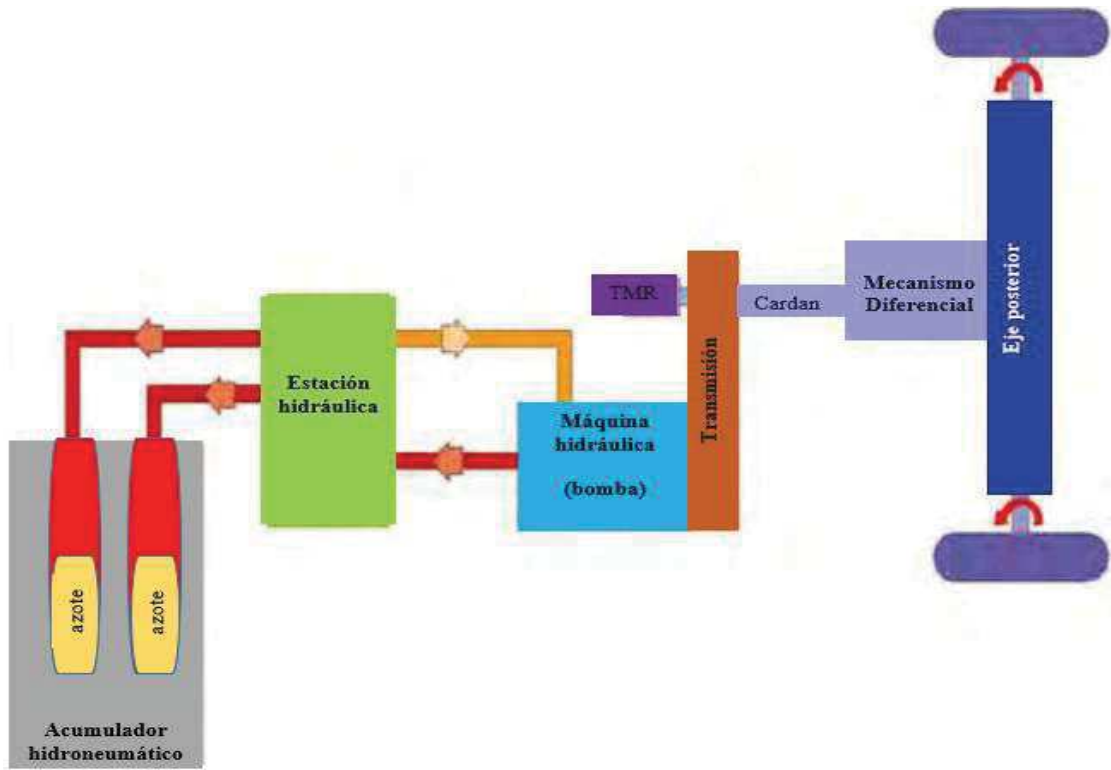 TMR
Cardan
Mecanismo
Diferencial
Eje posterior
Transmisión
Estación
hidráulica
Máquina
hidráulica
(bomba)
azote
azote
Acumulador
hidroneumático